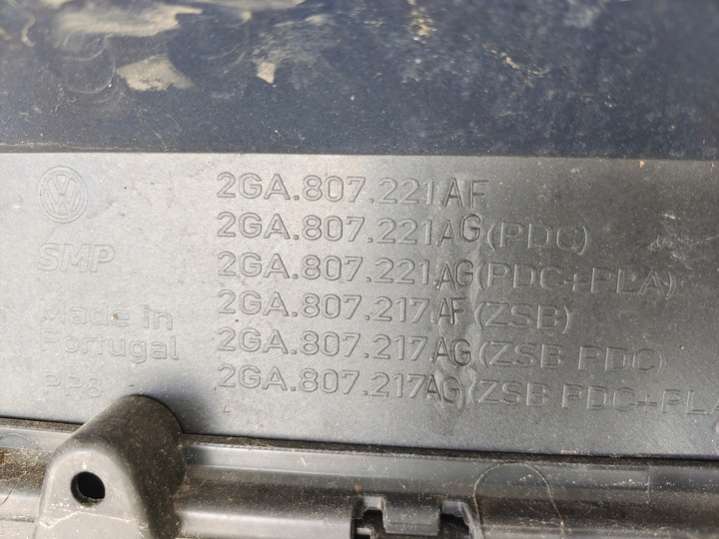 2GA.807.221AF
2GA.807.221AG(PDC)
SMP
2GA.807.221AG(PDC+PLA)
2GA.807.217AF(ZSB)
Made in
Portugal
2GA.807.217AG(ZSB PDC)
2GA.807.217AG(ZSB PDC+PLA